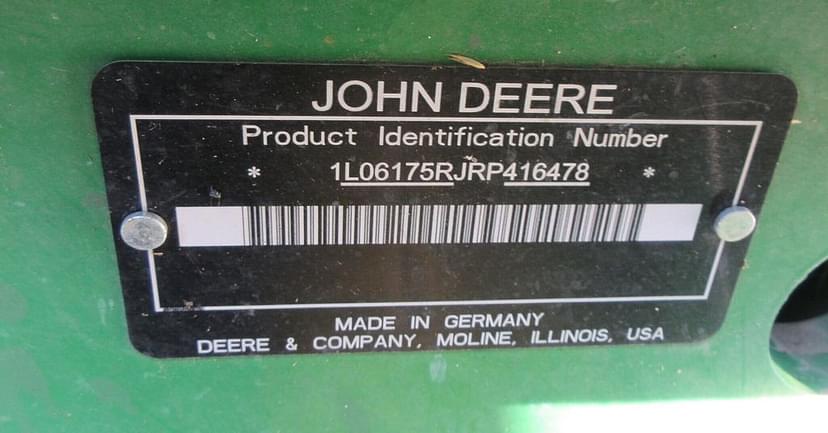 JOHN DEERE
Product Identification Number
* 1L06175RJRP416478 *
MADE IN GERMANY
DEERE & COMPANY, MOLINE, ILLINOIS, USA